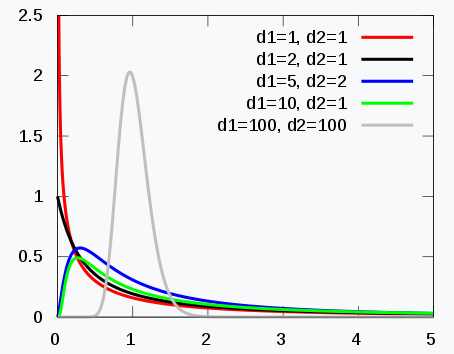 2.5
2
1.5
1
0.5
0
0
1
2
3
4
5
d1=1, d2=1
d1=2, d2=1
d1=5, d2=2
d1=10, d2=1
d1=100, d2=100